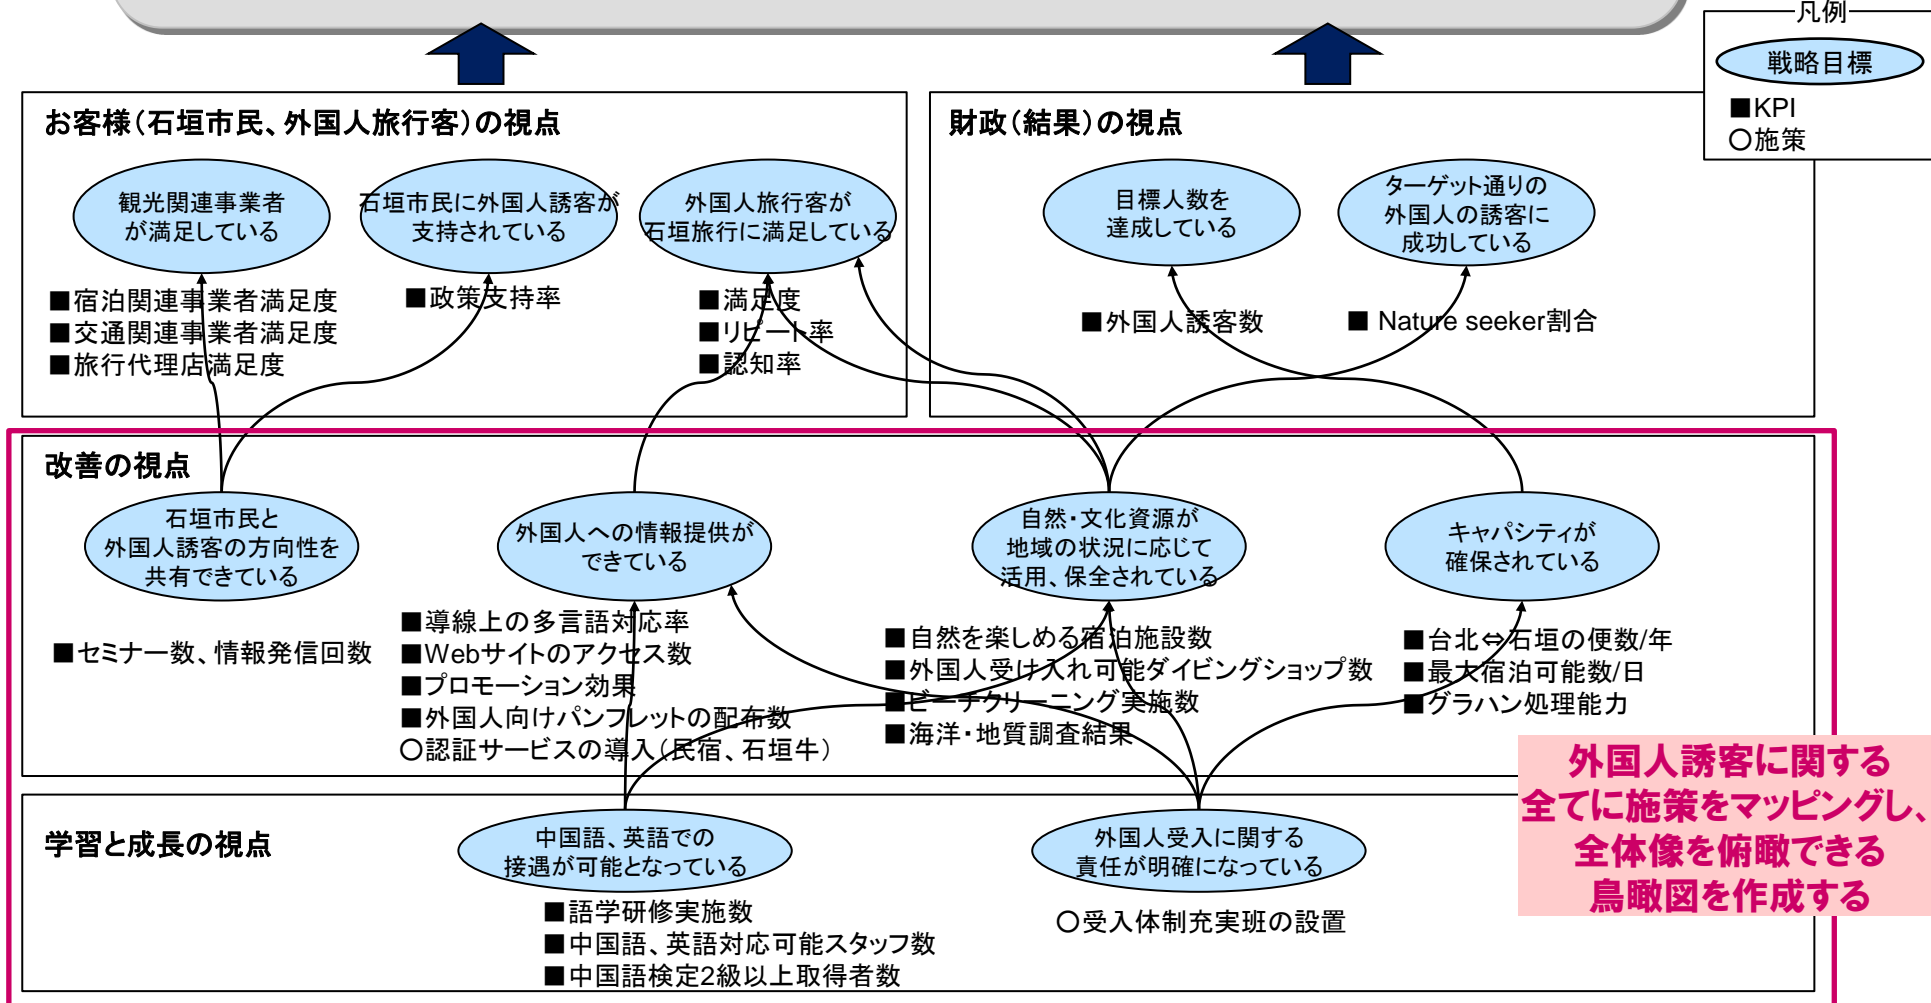 凡例
戦略目標
■KPI
○施策
お客様（石垣市民、外国人旅行客）の視点
観光関連事業者
が満足している
石垣市民に外国人誘客が
支持されている
外国人旅行客が
石垣旅行に満足している
■宿泊関連事業者満足度
■交通関連事業者満足度
■旅行代理店満足度
■政策支持率
■満足度
■リピート率
■認知率
財政（結果）の視点
目標人数を
達成している
ターゲット通りの
外国人の誘客に
成功している
■外国人誘客数
■ Nature seeker割合
改善の視点
石垣市民と
外国人誘客の方向性を
共有できている
外国人への情報提供が
できている
自然・文化資源が
地域の状況に応じて
活用、保全されている
キャパシティが
確保されている
■セミナー数、情報発信回数
■導線上の多言語対応率
■Webサイトのアクセス数
■プロモーション効果
■外国人向けパンフレットの配布数
○認証サービスの導入（民宿、石垣牛）
■自然を楽しめる宿泊施設数
■外国人受け入れ可能ダイビングショップ数
■ビーチクリーニング実施数
■海洋・地質調査結果
■台北⇔石垣の便数/年
■最大宿泊可能数/日
■グラハン処理能力
学習と成長の視点
中国語、英語での
接遇が可能となっている
外国人受入に関する
責任が明確になっている
■語学研修実施数
■中国語、英語対応可能スタッフ数
■中国語検定2級以上取得者数
○受入体制充実班の設置
外国人誘客に関する
全てに施策をマッピングし、
全体像を俯瞰できる
鳥瞰図を作成する